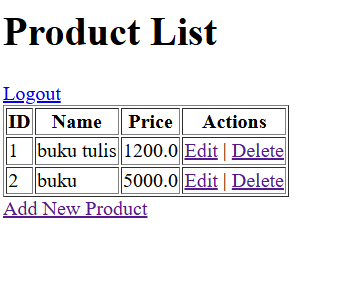 Product List
Logout
ID Name Price Actions
1 buku tulis 1200.0 Edit | Delete
2 buku 5000.0 Edit | Delete
Add New Product